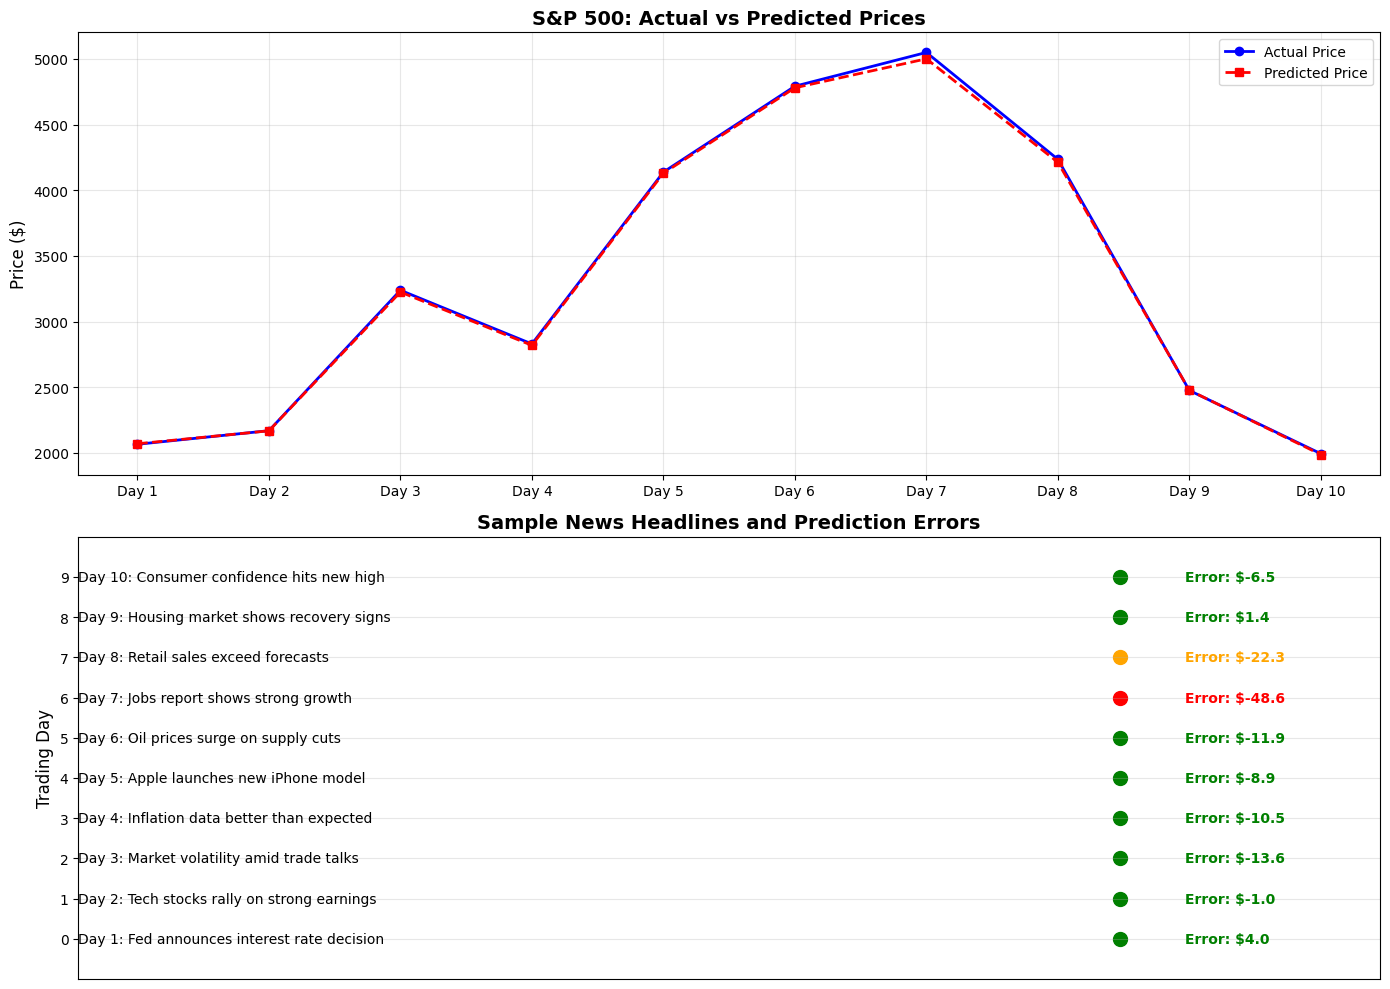 S&P 500: Actual vs Predicted Prices
Actual Price
Predicted Price
Price ($)
5000
4500
4000
3500
3000
2500
2000
Day 1 Day 2 Day 3 Day 4 Day 5 Day 6 Day 7 Day 8 Day 9 Day 10
Sample News Headlines and Prediction Errors
Trading Day
9 Day 10: Consumer confidence hits new high Error: $-6.5
8 Day 9: Housing market shows recovery signs Error: $1.4
7 Day 8: Retail sales exceed forecasts Error: $-22.3
6 Day 7: Jobs report shows strong growth Error: $-48.6
5 Day 6: Oil prices surge on supply cuts Error: $-11.9
4 Day 5: Apple launches new iPhone model Error: $-8.9
3 Day 4: Inflation data better than expected Error: $-10.5
2 Day 3: Market volatility amid trade talks Error: $-13.6
1 Day 2: Tech stocks rally on strong earnings Error: $-1.0
0 Day 1: Fed announces interest rate decision Error: $4.0